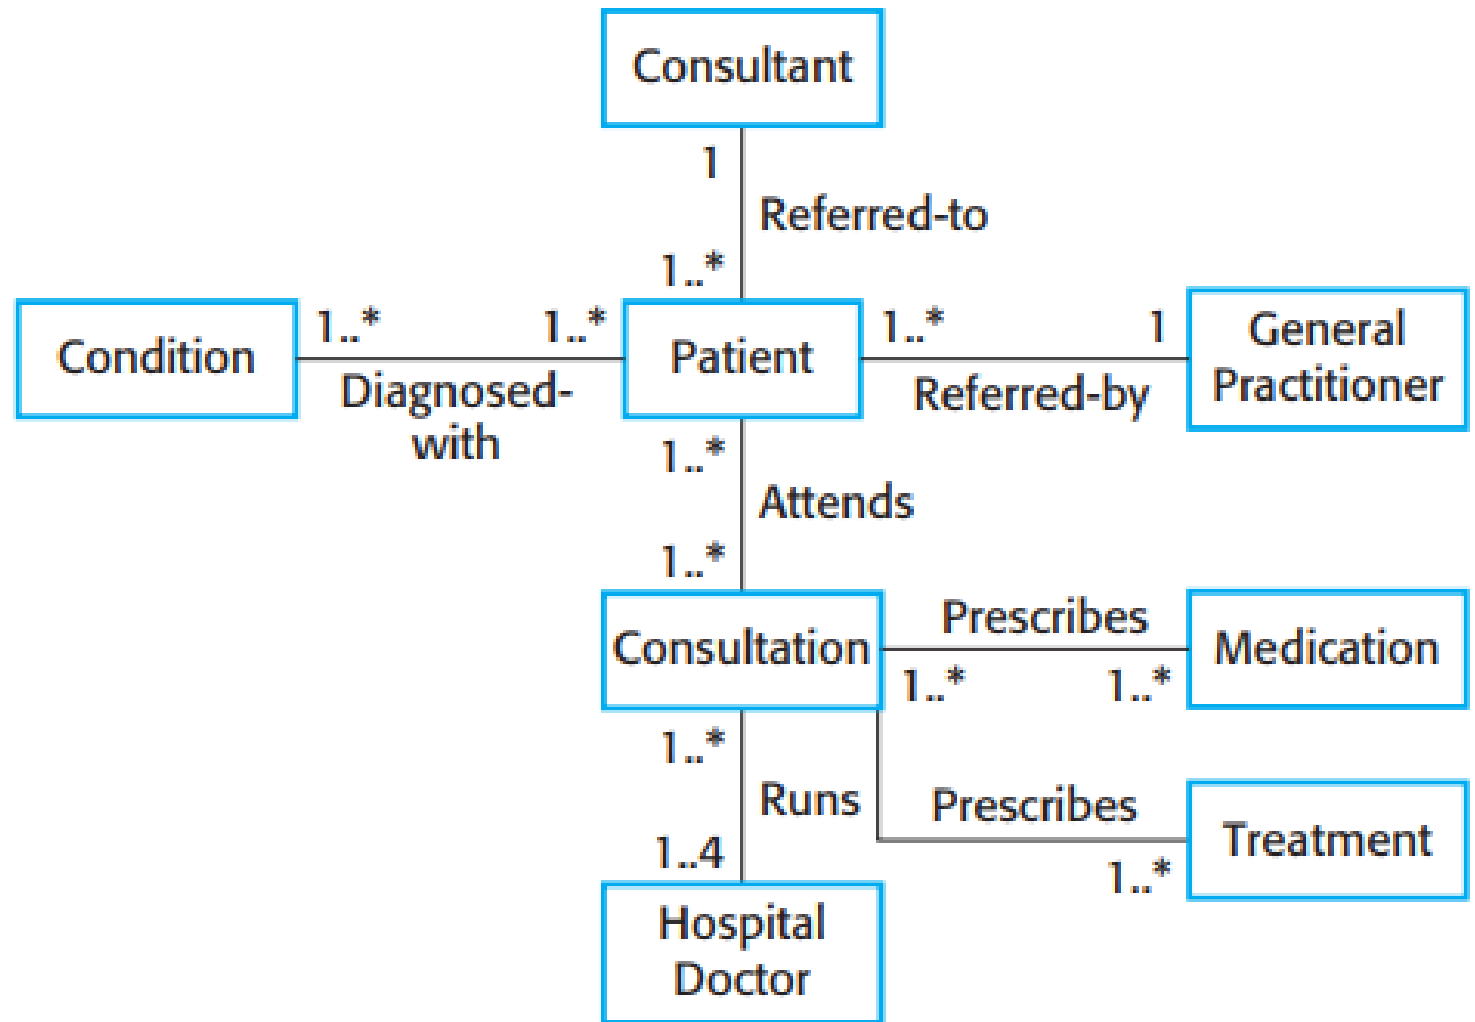 Consultant
1
Referred-to
1..*
Condition
1..*
1..*
Diagnosed-
with
Patient
1..*
1
Referred-by
General
Practitioner
1..*
Attends
1..*
Consultation
Prescribes
1..*
1..*
Medication
1..*
Runs
1..4
Prescribes
1..*
Treatment
Hospital
Doctor